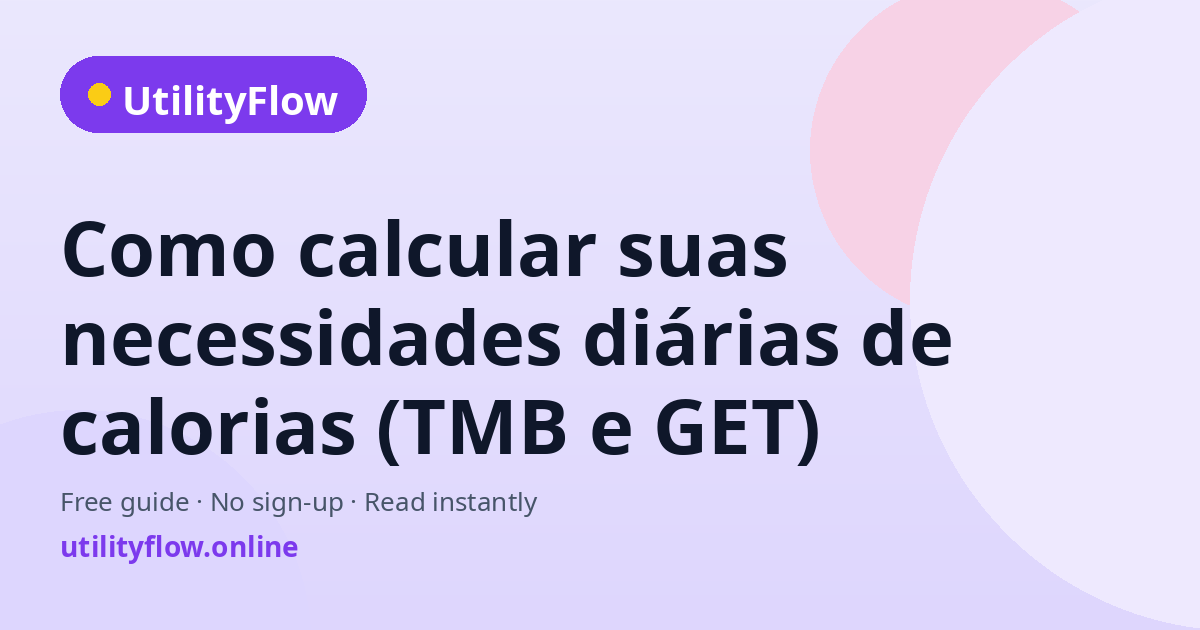 UtilityFlow
Como calcular suas
necessidades diárias de
calorias (TMB e GET)
Free guide · No sign-up · Read instantly
utilityflow.online